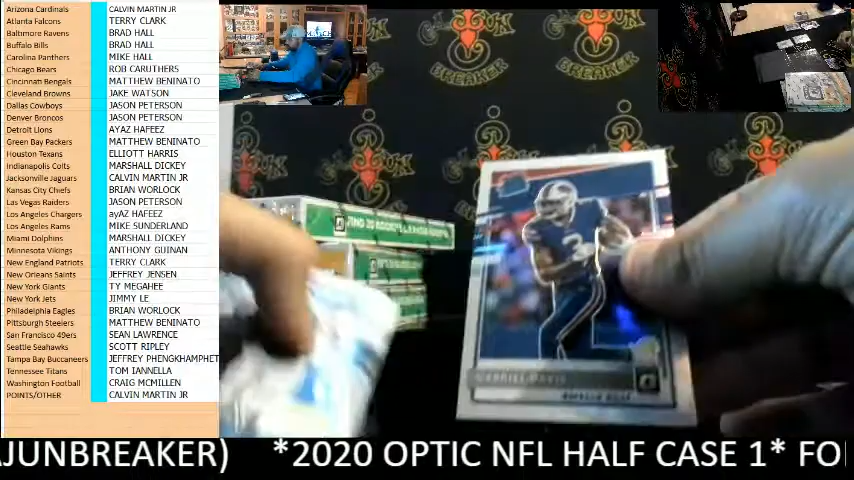 Arizona Cardinals CALVIN MARTIN JR
Atlanta Falcons TERRY CLARK
Baltimore Ravens BRAD HALL
Buffalo Bills BRAD HALL
Carolina Panthers MIKE HALL
Chicago Bears ROB CARUTHERS
Cincinnati Bengals MATTHEW BENINATO
Cleveland Browns JAKE WATSON
Dallas Cowboys JASON PETERSON
Denver Broncos JASON PETERSON
Detroit Lions AYAZ HAFEEZ
Green Bay Packers MATTHEW BENINATO
Houston Texans ELLIOTT HARRIS
Indianapolis Colts MARSHALL DICKEY
Jacksonville Jaguars CALVIN MARTIN JR
Kansas City Chiefs BRIAN WORLOCK
Las Vegas Raiders JASON PETERSON
Los Angeles Chargers ayAZ HAFEEZ
Los Angeles Rams MIKE SUNDERLAND
Miami Dolphins MARSHALL DICKEY
Minnesota Vikings ANTHONY GUINAN
New England Patriots TERRY CLARK
New Orleans Saints JEFFREY JENSEN
New York Giants TY MEGAHEE
New York Jets JIMMY LE
Philadelphia Eagles BRIAN WORLOCK
Pittsburgh Steelers MATTHEW BENINATO
San Francisco 49ers SEAN LAWRENCE
Seattle Seahawks SCOTT RIPLEY
Tampa Bay Buccaneers JEFFREY PHENGKHAMPHET
Tennessee Titans TOM IANNELLA
Washington Football CRAIG MCMILLEN
POINTS/OTHER CALVIN MARTIN JR
GABRIEL DAVIS
BUFFALO BILLS
AJUNBREAKER) *2020 OPTIC NFL HALF CASE 1* FO